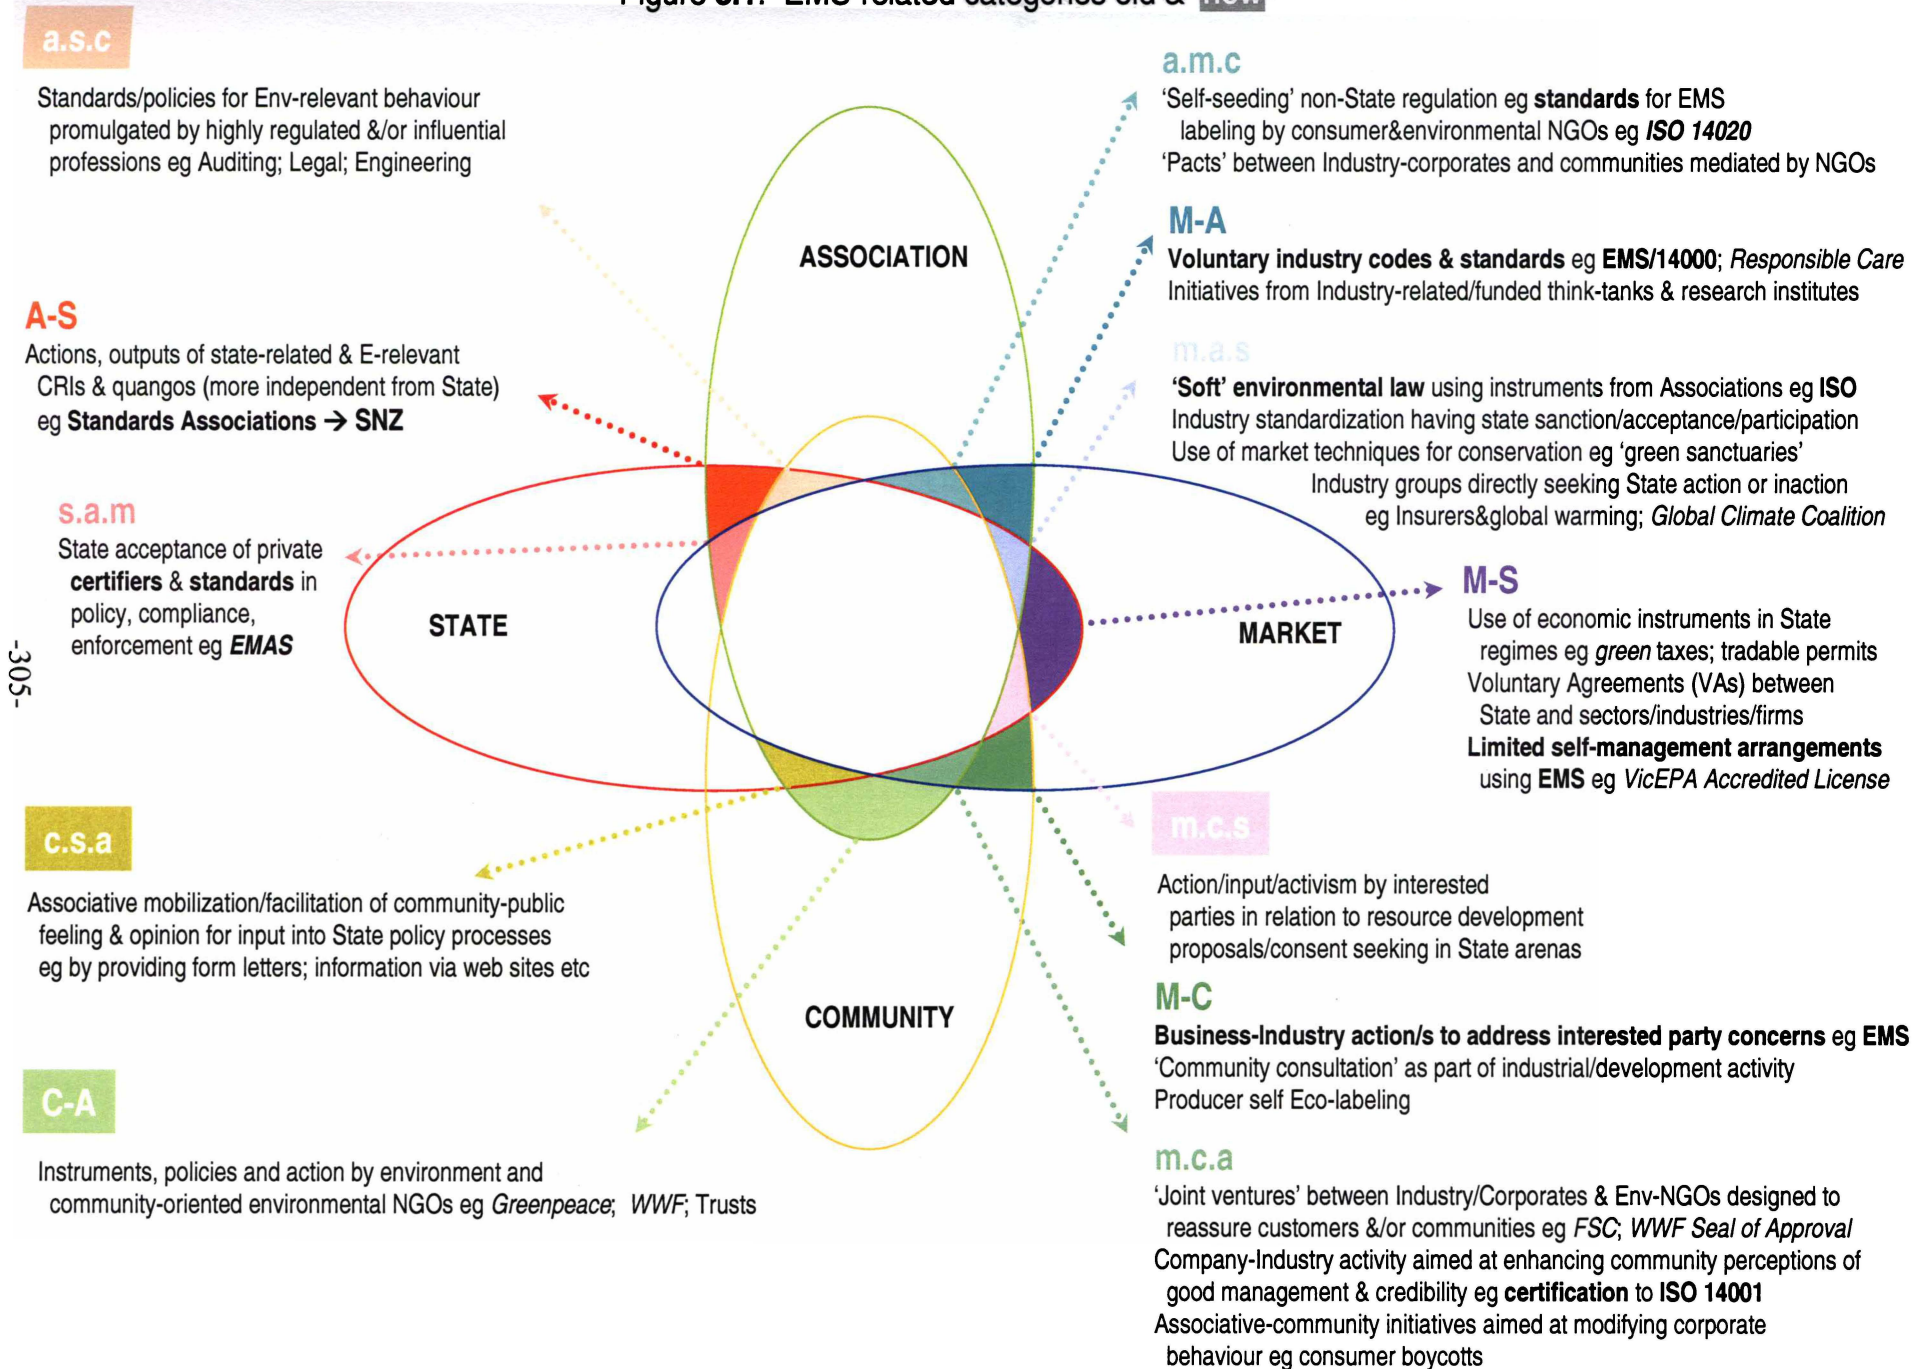 EMS related categories old & new
a.s.c
Standards/policies for Env-relevant behaviour
promulgated by highly regulated &/or influential
professions eg Auditing; Legal; Engineering
A-S
Actions, outputs of state-related & E-relevant
CRIs & quangos (more independent from State)
eg Standards Associations → SNZ
s.a.m
State acceptance of private
certifiers & standards in
policy, compliance,
enforcement eg EMAS
-305-
c.s.a
Associative mobilization/facilitation of community-public
feeling & opinion for input into State policy processes
eg by providing form letters; information via web sites etc
C-A
Instruments, policies and action by environment and
community-oriented environmental NGOs eg Greenpeace; WWF; Trusts
ASSOCIATION
STATE
MARKET
COMMUNITY
a.m.c
‘Self-seeding’ non-State regulation eg standards for EMS
labeling by consumer&environmental NGOs eg ISO 14020
‘Pacts’ between Industry-corporates and communities mediated by NGOs
M-A
Voluntary industry codes & standards eg EMS/14000; Responsible Care
Initiatives from Industry-related/funded think-tanks & research institutes
m.a.s
‘Soft’ environmental law using instruments from Associations eg ISO
Industry standardization having state sanction/acceptance/participation
Use of market techniques for conservation eg ‘green sanctuaries’
Industry groups directly seeking State action or inaction
eg Insurers&global warming; Global Climate Coalition
M-S
Use of economic instruments in State
regimes eg green taxes; tradable permits
Voluntary Agreements (VAs) between
State and sectors/industries/firms
Limited self-management arrangements
using EMS eg VicEPA Accredited License
m.c.s
Action/input/activism by interested
parties in relation to resource development
proposals/consent seeking in State arenas
M-C
Business-Industry action/s to address interested party concerns eg EMS
‘Community consultation’ as part of industrial/development activity
Producer self Eco-labeling
m.c.a
‘Joint ventures’ between Industry/Corporates & Env-NGOs designed to
reassure customers &/or communities eg FSC; WWF Seal of Approval
Company-Industry activity aimed at enhancing community perceptions of
good management & credibility eg certification to ISO 14001
Associative-community initiatives aimed at modifying corporate
behaviour eg consumer boycotts